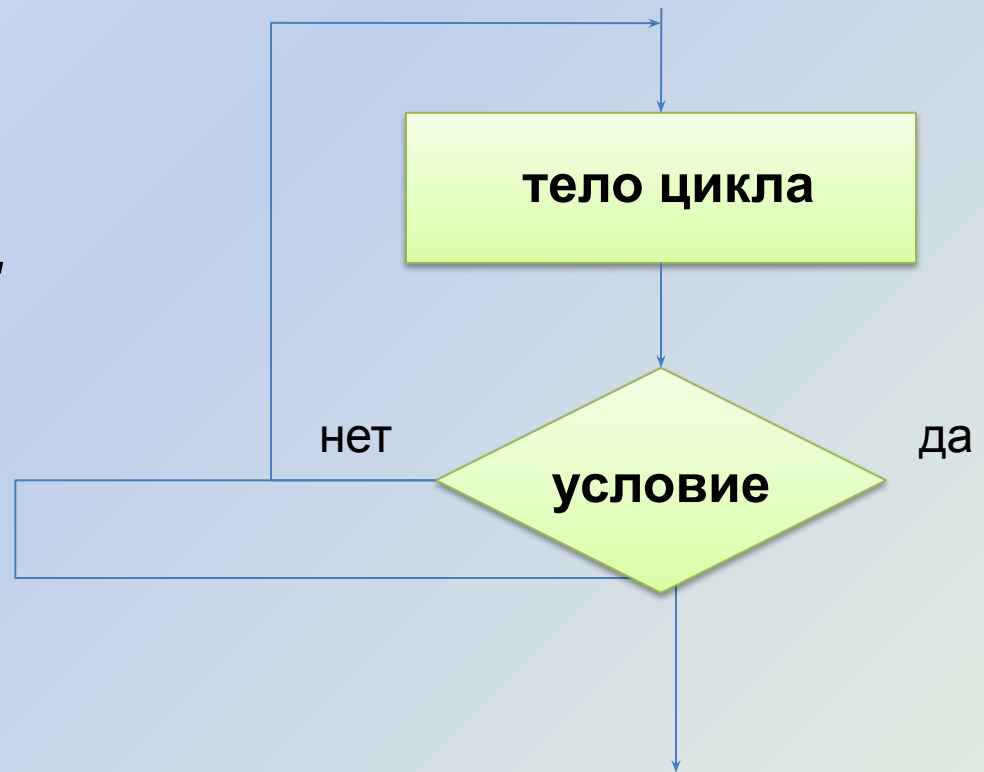 тело цикла
,
нет
да
условие